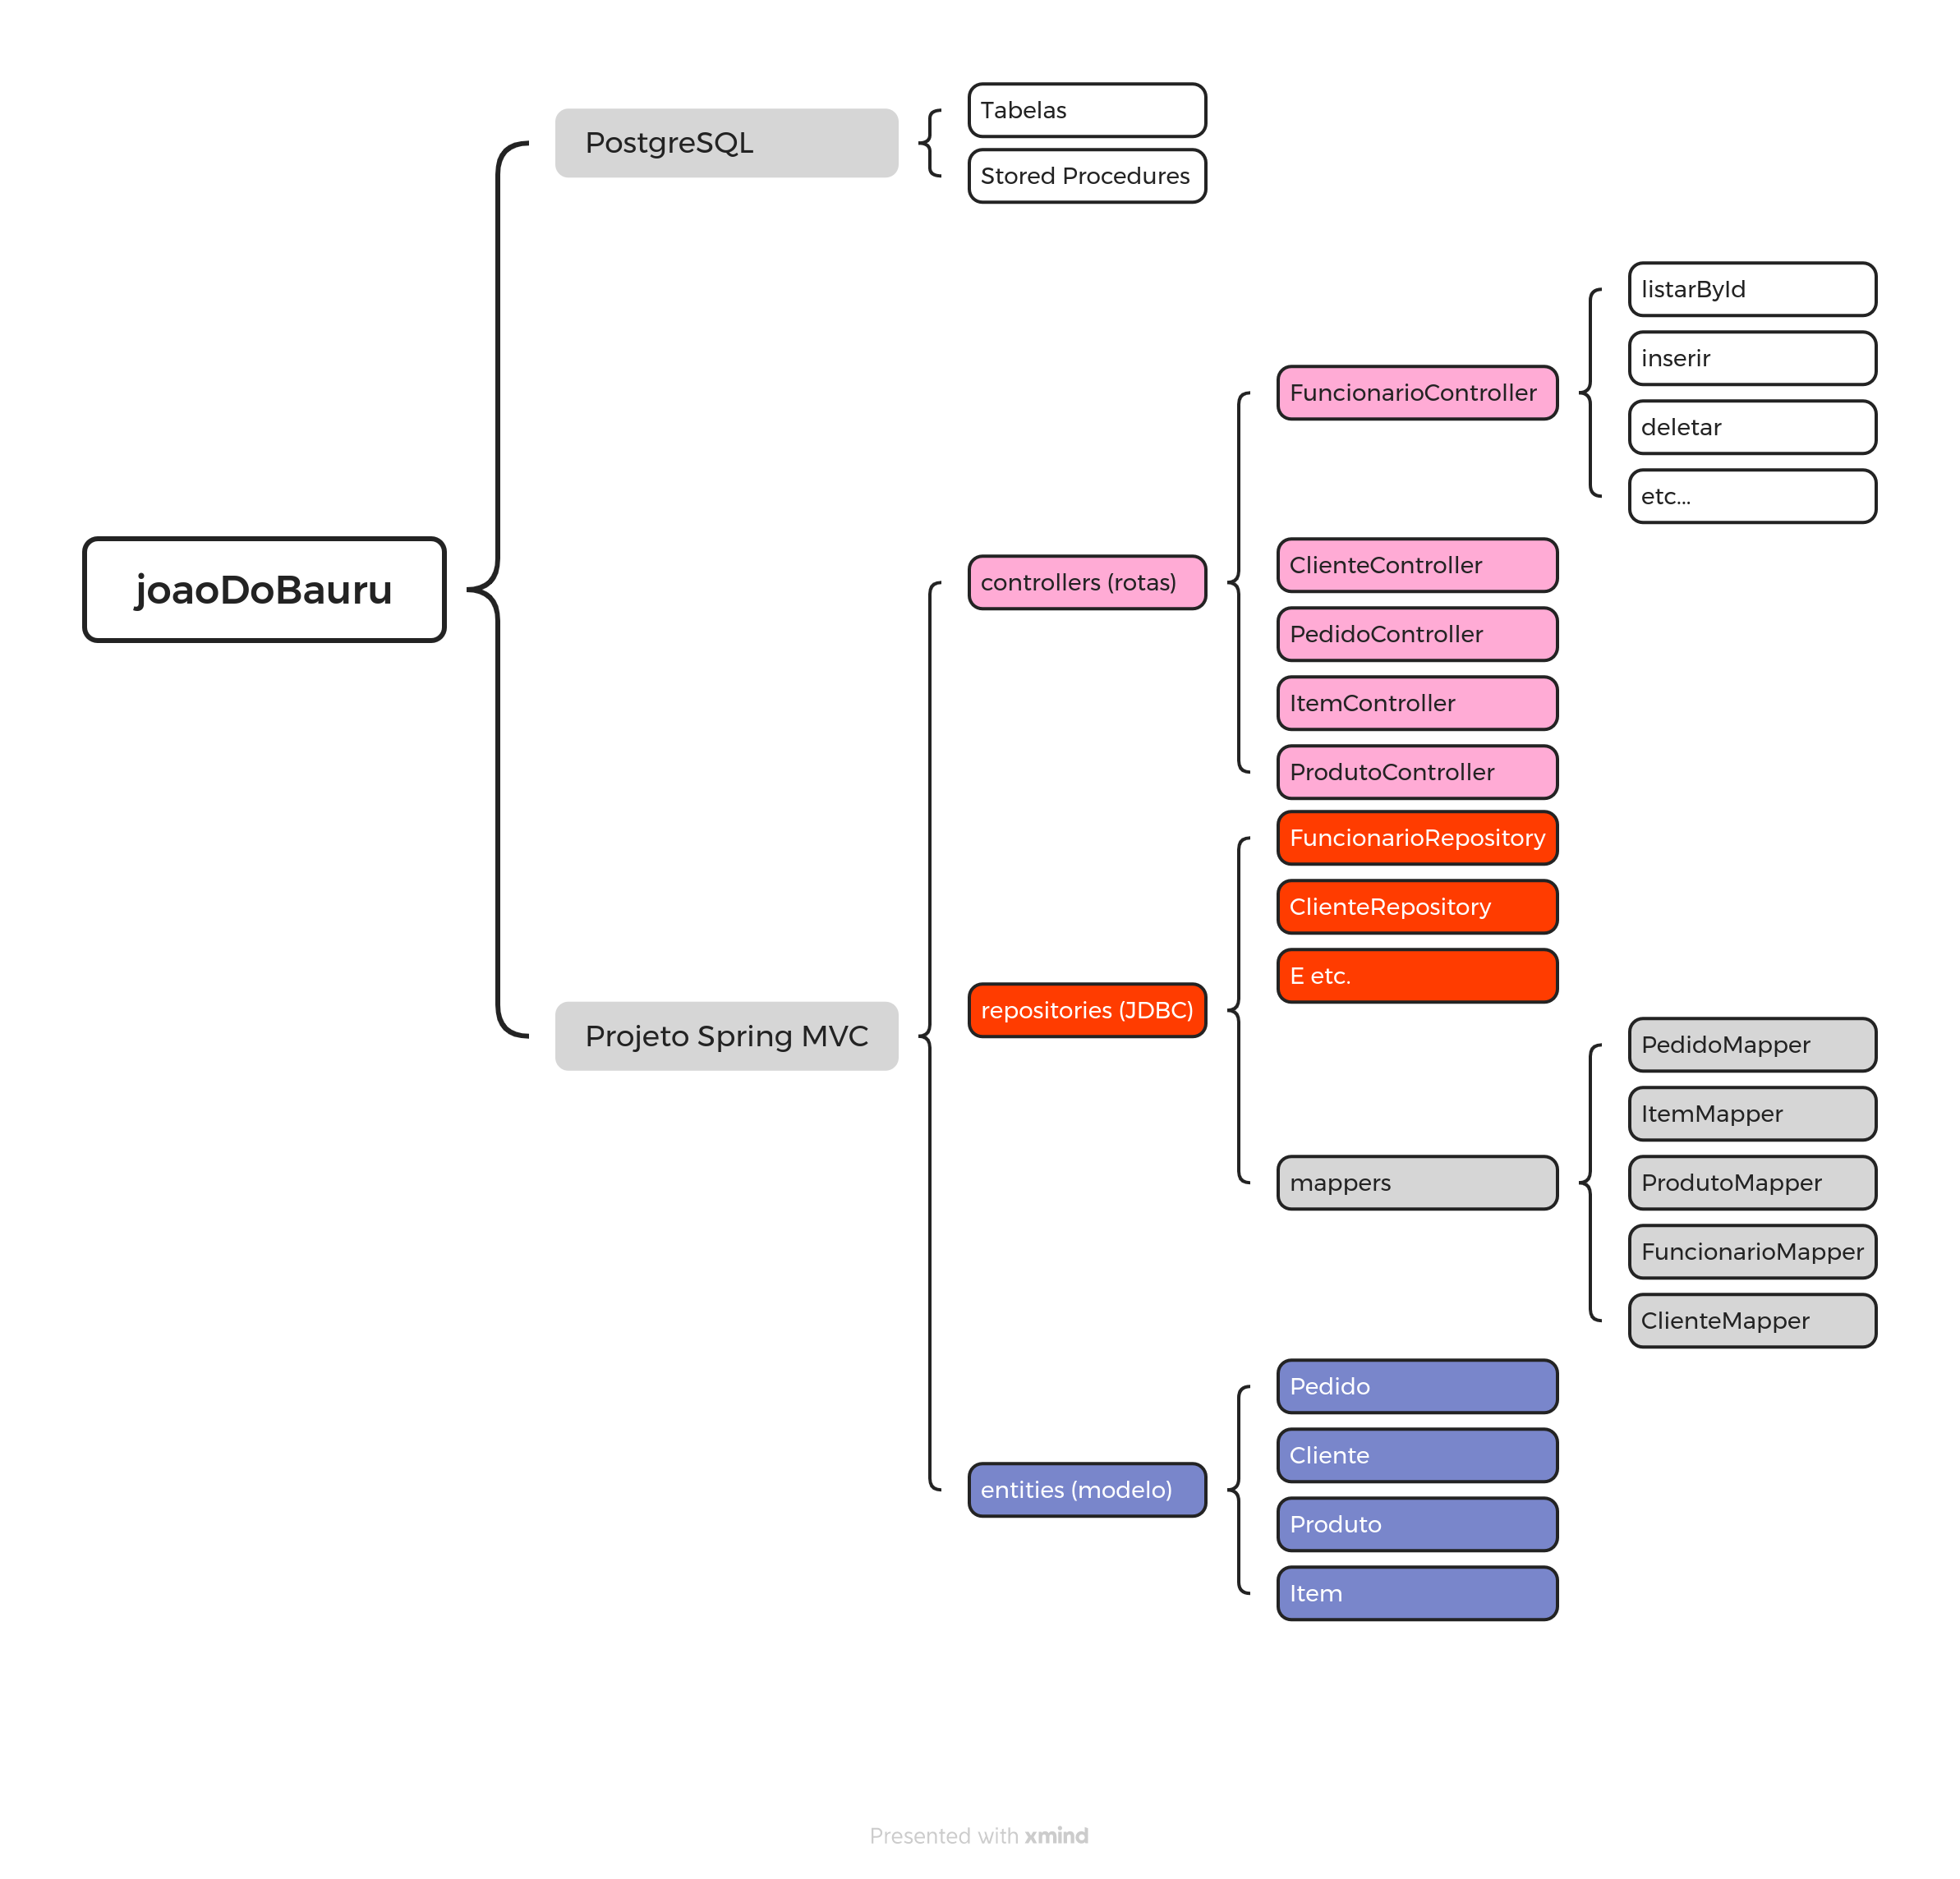 joaoDoBauru
PostgreSQL
Tabelas
Stored Procedures
Projeto Spring MVC
controllers (rotas)
FuncionarioController
listarById
inserir
deletar
etc...
ClienteController
PedidoController
ItemController
ProdutoController
repositories (JDBC)
FuncionarioRepository
ClienteRepository
E etc.
mappers
PedidoMapper
ItemMapper
ProdutoMapper
FuncionarioMapper
ClienteMapper
entities (modelo)
Pedido
Cliente
Produto
Item
Presented with xmind